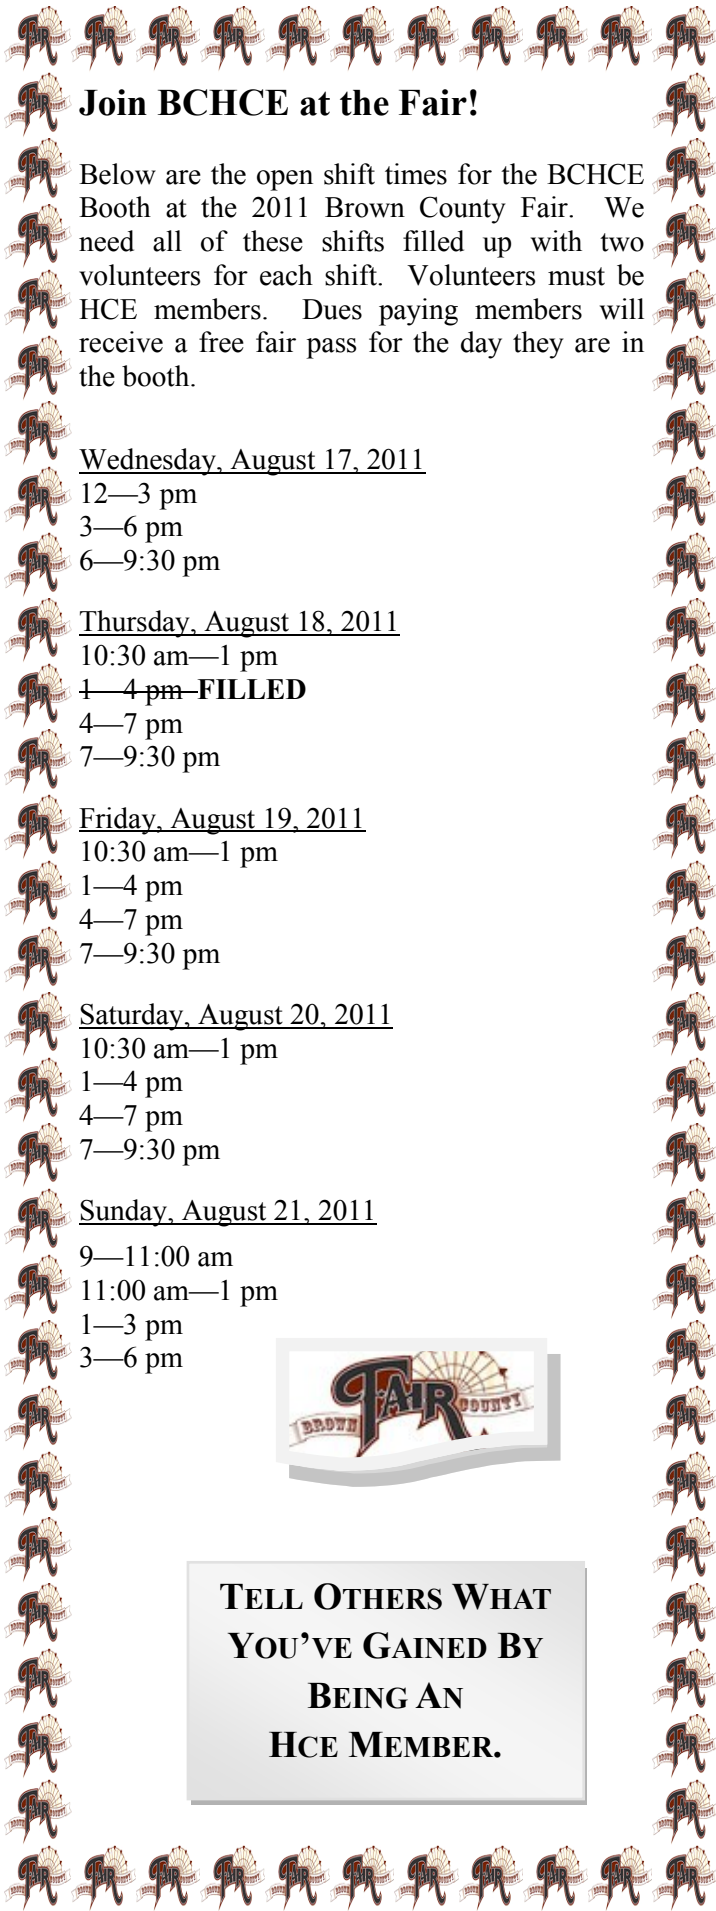 Join BCHCE at the Fair!
Below are the open shift times for the BCHCE
Booth at the 2011 Brown County Fair. We
need all of these shifts filled up with two
volunteers for each shift. Volunteers must be
HCE members. Dues paying members will
receive a free fair pass for the day they are in
the booth.
Wednesday, August 17, 2011
12—3 pm
3—6 pm
6—9:30 pm
Thursday, August 18, 2011
10:30 am—1 pm
1—4 pm FILLED
4—7 pm
7—9:30 pm
Friday, August 19, 2011
10:30 am—1 pm
1—4 pm
4—7 pm
7—9:30 pm
Saturday, August 20, 2011
10:30 am—1 pm
1—4 pm
4—7 pm
7—9:30 pm
Sunday, August 21, 2011
9—11:00 am
11:00 am—1 pm
1—3 pm
3—6 pm
BROWN FAIR COUNTY
TELL OTHERS WHAT
YOU'VE GAINED BY
BEING AN
HCE MEMBER.